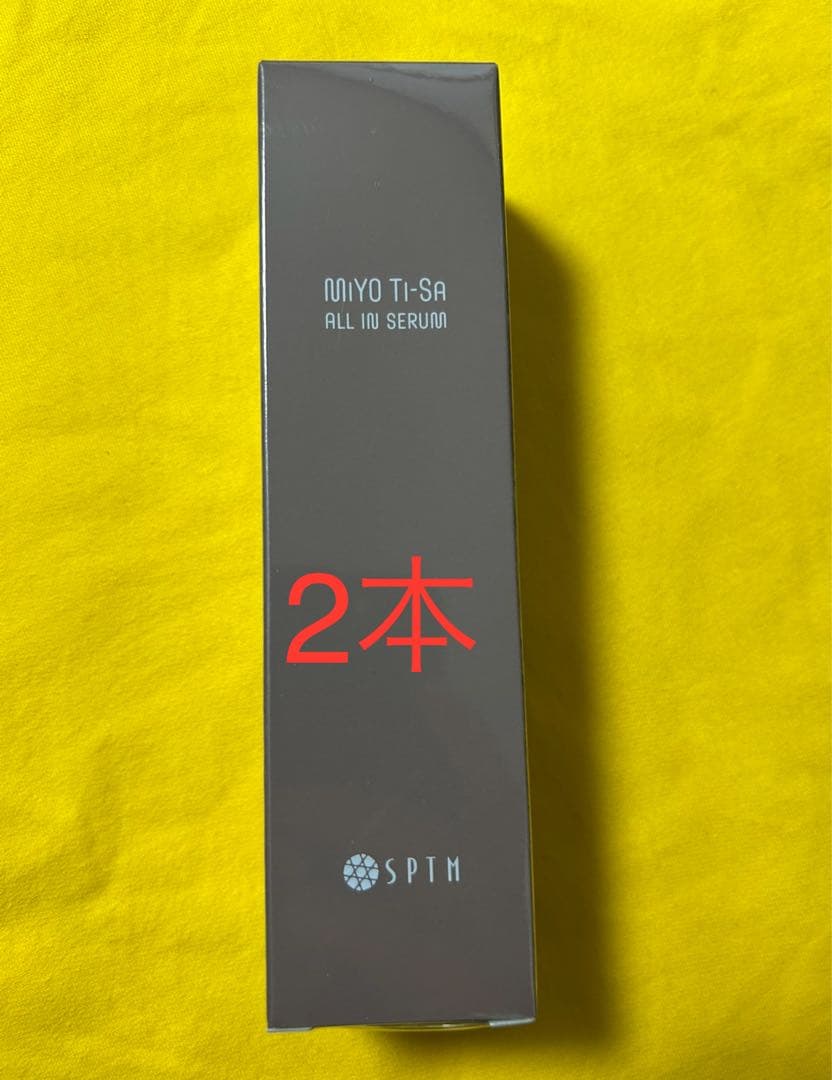 MIYO TI-SA
ALL IN SERUM
2本
SPTM